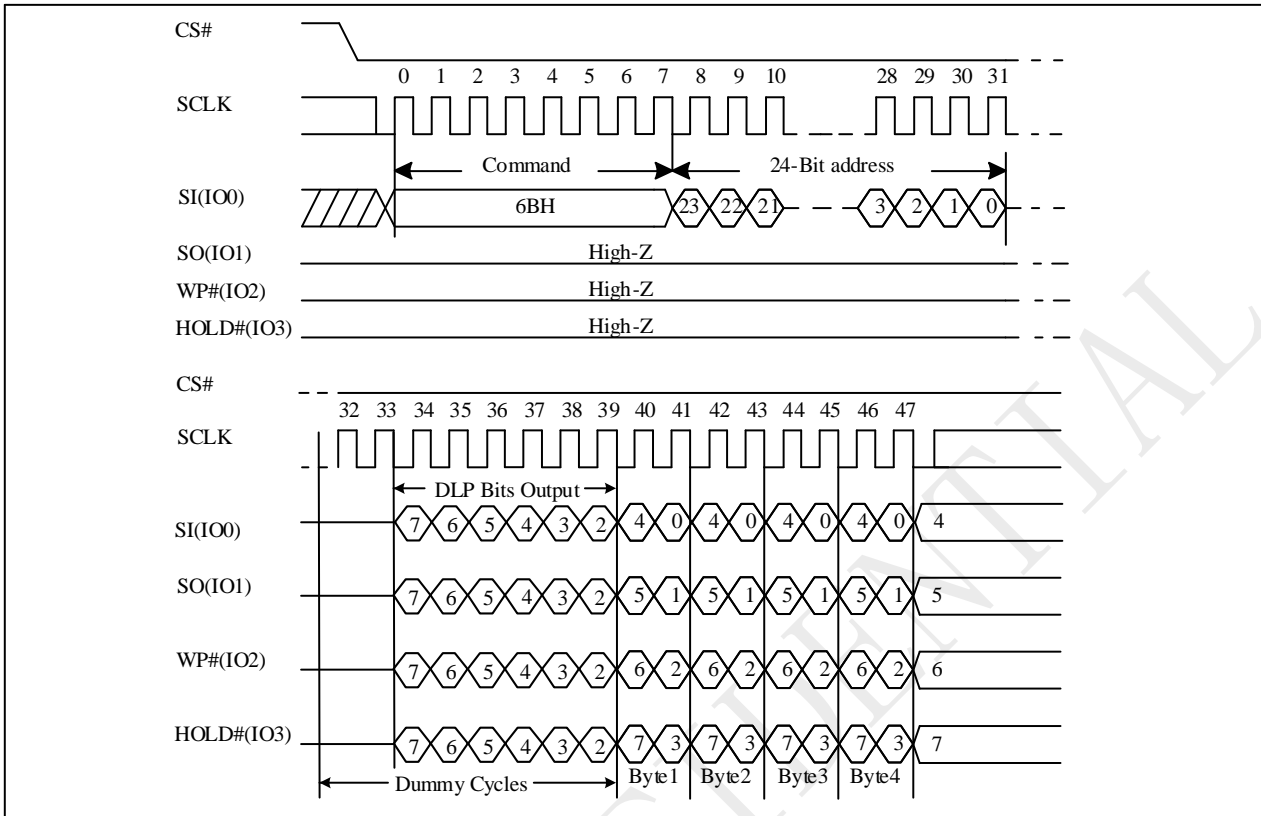 CS#
0 1 2 3 4 5 6 7 8 9 10 28 29 30 31
SCLK
Command 24-Bit address
SI(IO0) 6BH 23 22 21 3 2 1 0
SO(IO1) High-Z
WP#(IO2) High-Z
HOLD#(IO3) High-Z
CS#
32 33 34 35 36 37 38 39 40 41 42 43 44 45 46 47
SCLK
DLP Bits Output
SI(IO0) 7 6 5 4 3 2 4 0 4 0 4 0 4 0 4
SO(IO1) 7 6 5 4 3 2 5 1 5 1 5 1 5 1 5
WP#(IO2) 7 6 5 4 3 2 6 2 6 2 6 2 6 2 6
HOLD#(IO3) 7 6 5 4 3 2 7 3 7 3 7 3 7 3 7
Dummy Cycles Byte1 Byte2 Byte3 Byte4